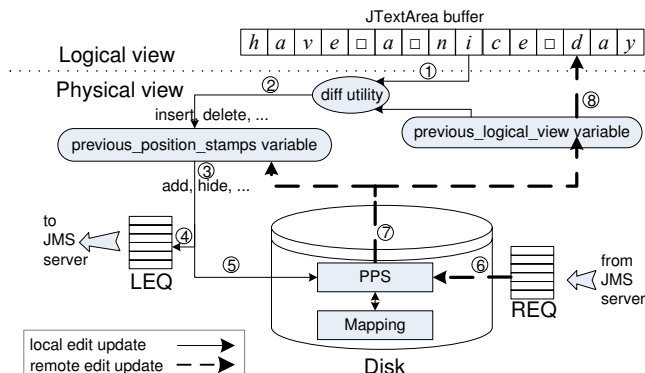 JTextArea buffer
h a v e □ a □ n i c e □ d a y
Logical view
Physical view
①
②
diff utility
⑧
insert, delete, ...
previous_logical_view variable
previous_position_stamps variable
③
add, hide, ...
to
JMS
server
④
LEQ
⑤
⑦
PPS
⑥
Mapping
Disk
REQ
from
JMS
server
local edit update
remote edit update